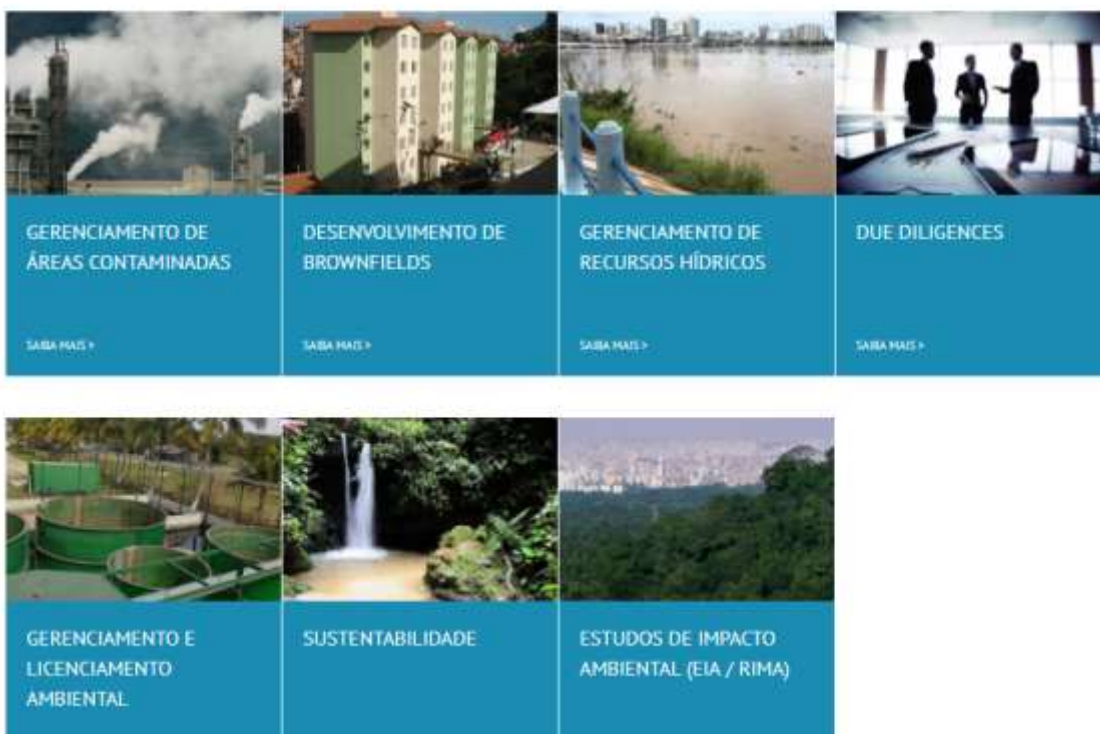 GERENCIAMENTO DE
ÁREAS CONTAMINADAS
SAIBA MAIS >
DESENVOLVIMENTO DE
BROWNFIELDS
SAIBA MAIS >
GERENCIAMENTO DE
RECURSOS HÍDRICOS
SAIBA MAIS >
DUE DILIGENCES
SAIBA MAIS >
GERENCIAMENTO E
LICENCIAMENTO
AMBIENTAL
SUSTENTABILIDADE
ESTUDOS DE IMPACTO
AMBIENTAL (EIA / RIMA)